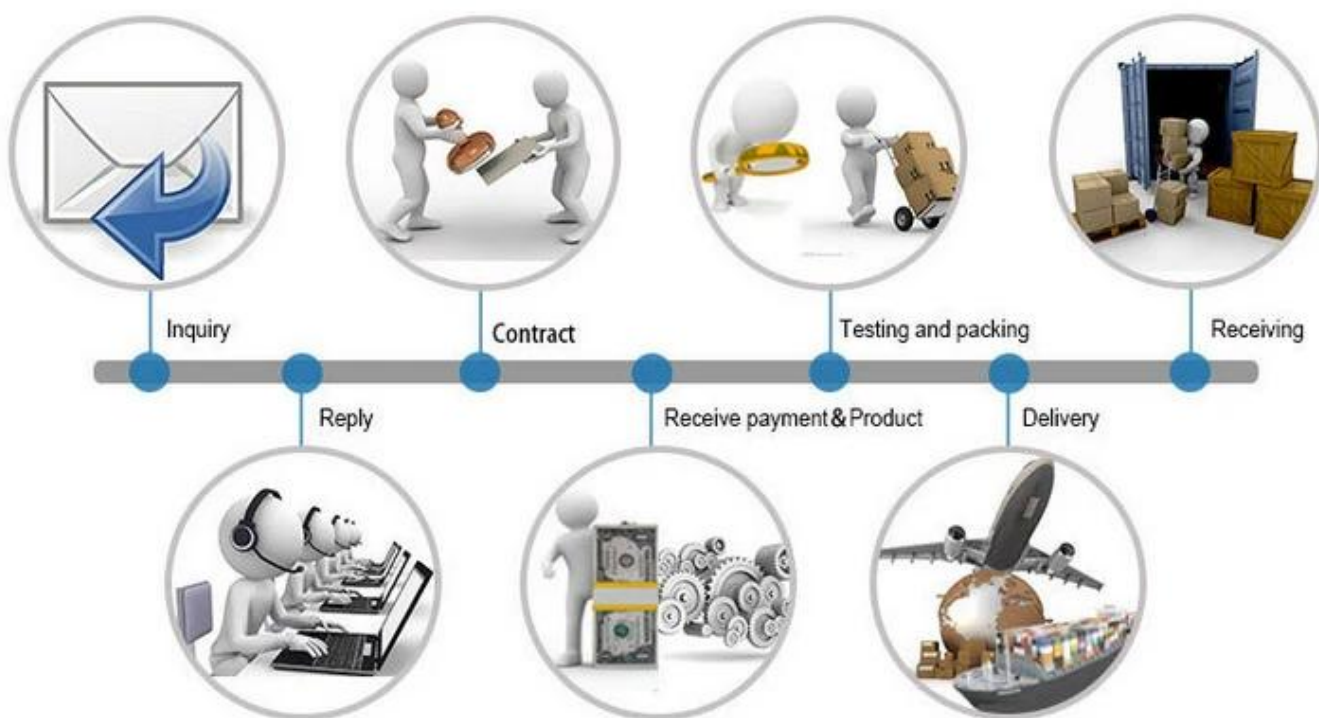 Inquiry
Reply
Contract
Receive payment&Product
Testing and packing
Delivery
Receiving